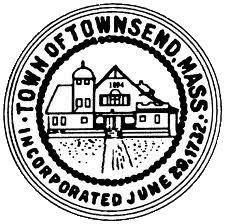 TOWN OF TOWNSEND, MASS.
INCORPORATED JUNE 29, 1732.
1894